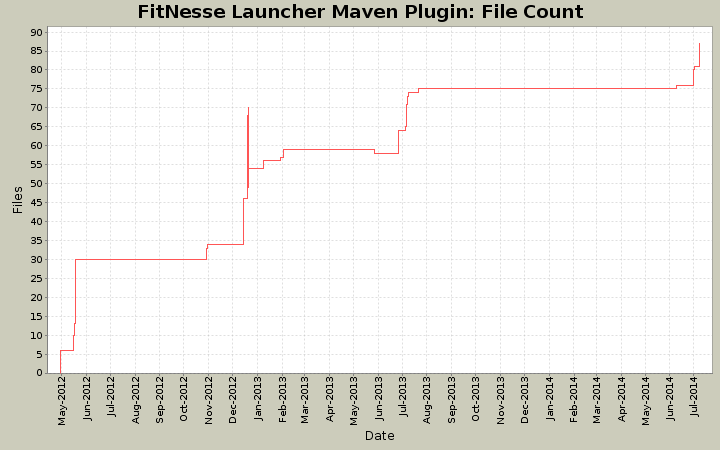 FitNesse Launcher Maven Plugin: File Count
90
85
80
75
70
65
60
55
50
45
40
35
30
25
20
15
10
5
0
Files
May-2012
Jun-2012
Jul-2012
Aug-2012
Sep-2012
Oct-2012
Nov-2012
Dec-2012
Jan-2013
Feb-2013
Mar-2013
Apr-2013
May-2013
Jun-2013
Jul-2013
Aug-2013
Sep-2013
Oct-2013
Nov-2013
Dec-2013
Jan-2014
Feb-2014
Mar-2014
Apr-2014
May-2014
Jun-2014
Jul-2014
Date